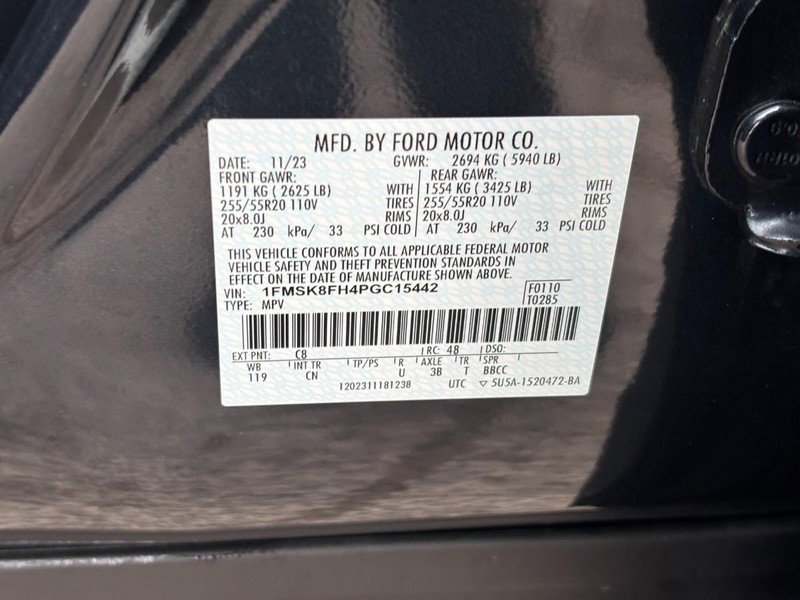 MFD. BY FORD MOTOR CO.
DATE: 11/23 GVWR: 2694 KG ( 5940 LB)
FRONT GAWR: REAR GAWR:
1191 KG ( 2625 LB) WITH 1554 KG ( 3425 LB) WITH
255/55R20 110V TIRES 255/55R20 110V TIRES
20x8.0J RIMS 20x8.0J RIMS
AT 230 kPa/ 33 PSI COLD AT 230 kPa/ 33 PSI COLD
THIS VEHICLE CONFORMS TO ALL APPLICABLE FEDERAL MOTOR
VEHICLE SAFETY AND THEFT PREVENTION STANDARDS IN
EFFECT ON THE DATE OF MANUFACTURE SHOWN ABOVE.
VIN: 1FMSK8FH4PGC15442 F0110
TYPE: MPV T0285
EXT PNT: C8 RC: 48 DSO:
WB INT TR TP/PS R AXLE TR SPR
119 CN U 3B T BBCC
1202311181238 UTC ▽ 5U5A-1520472-BA